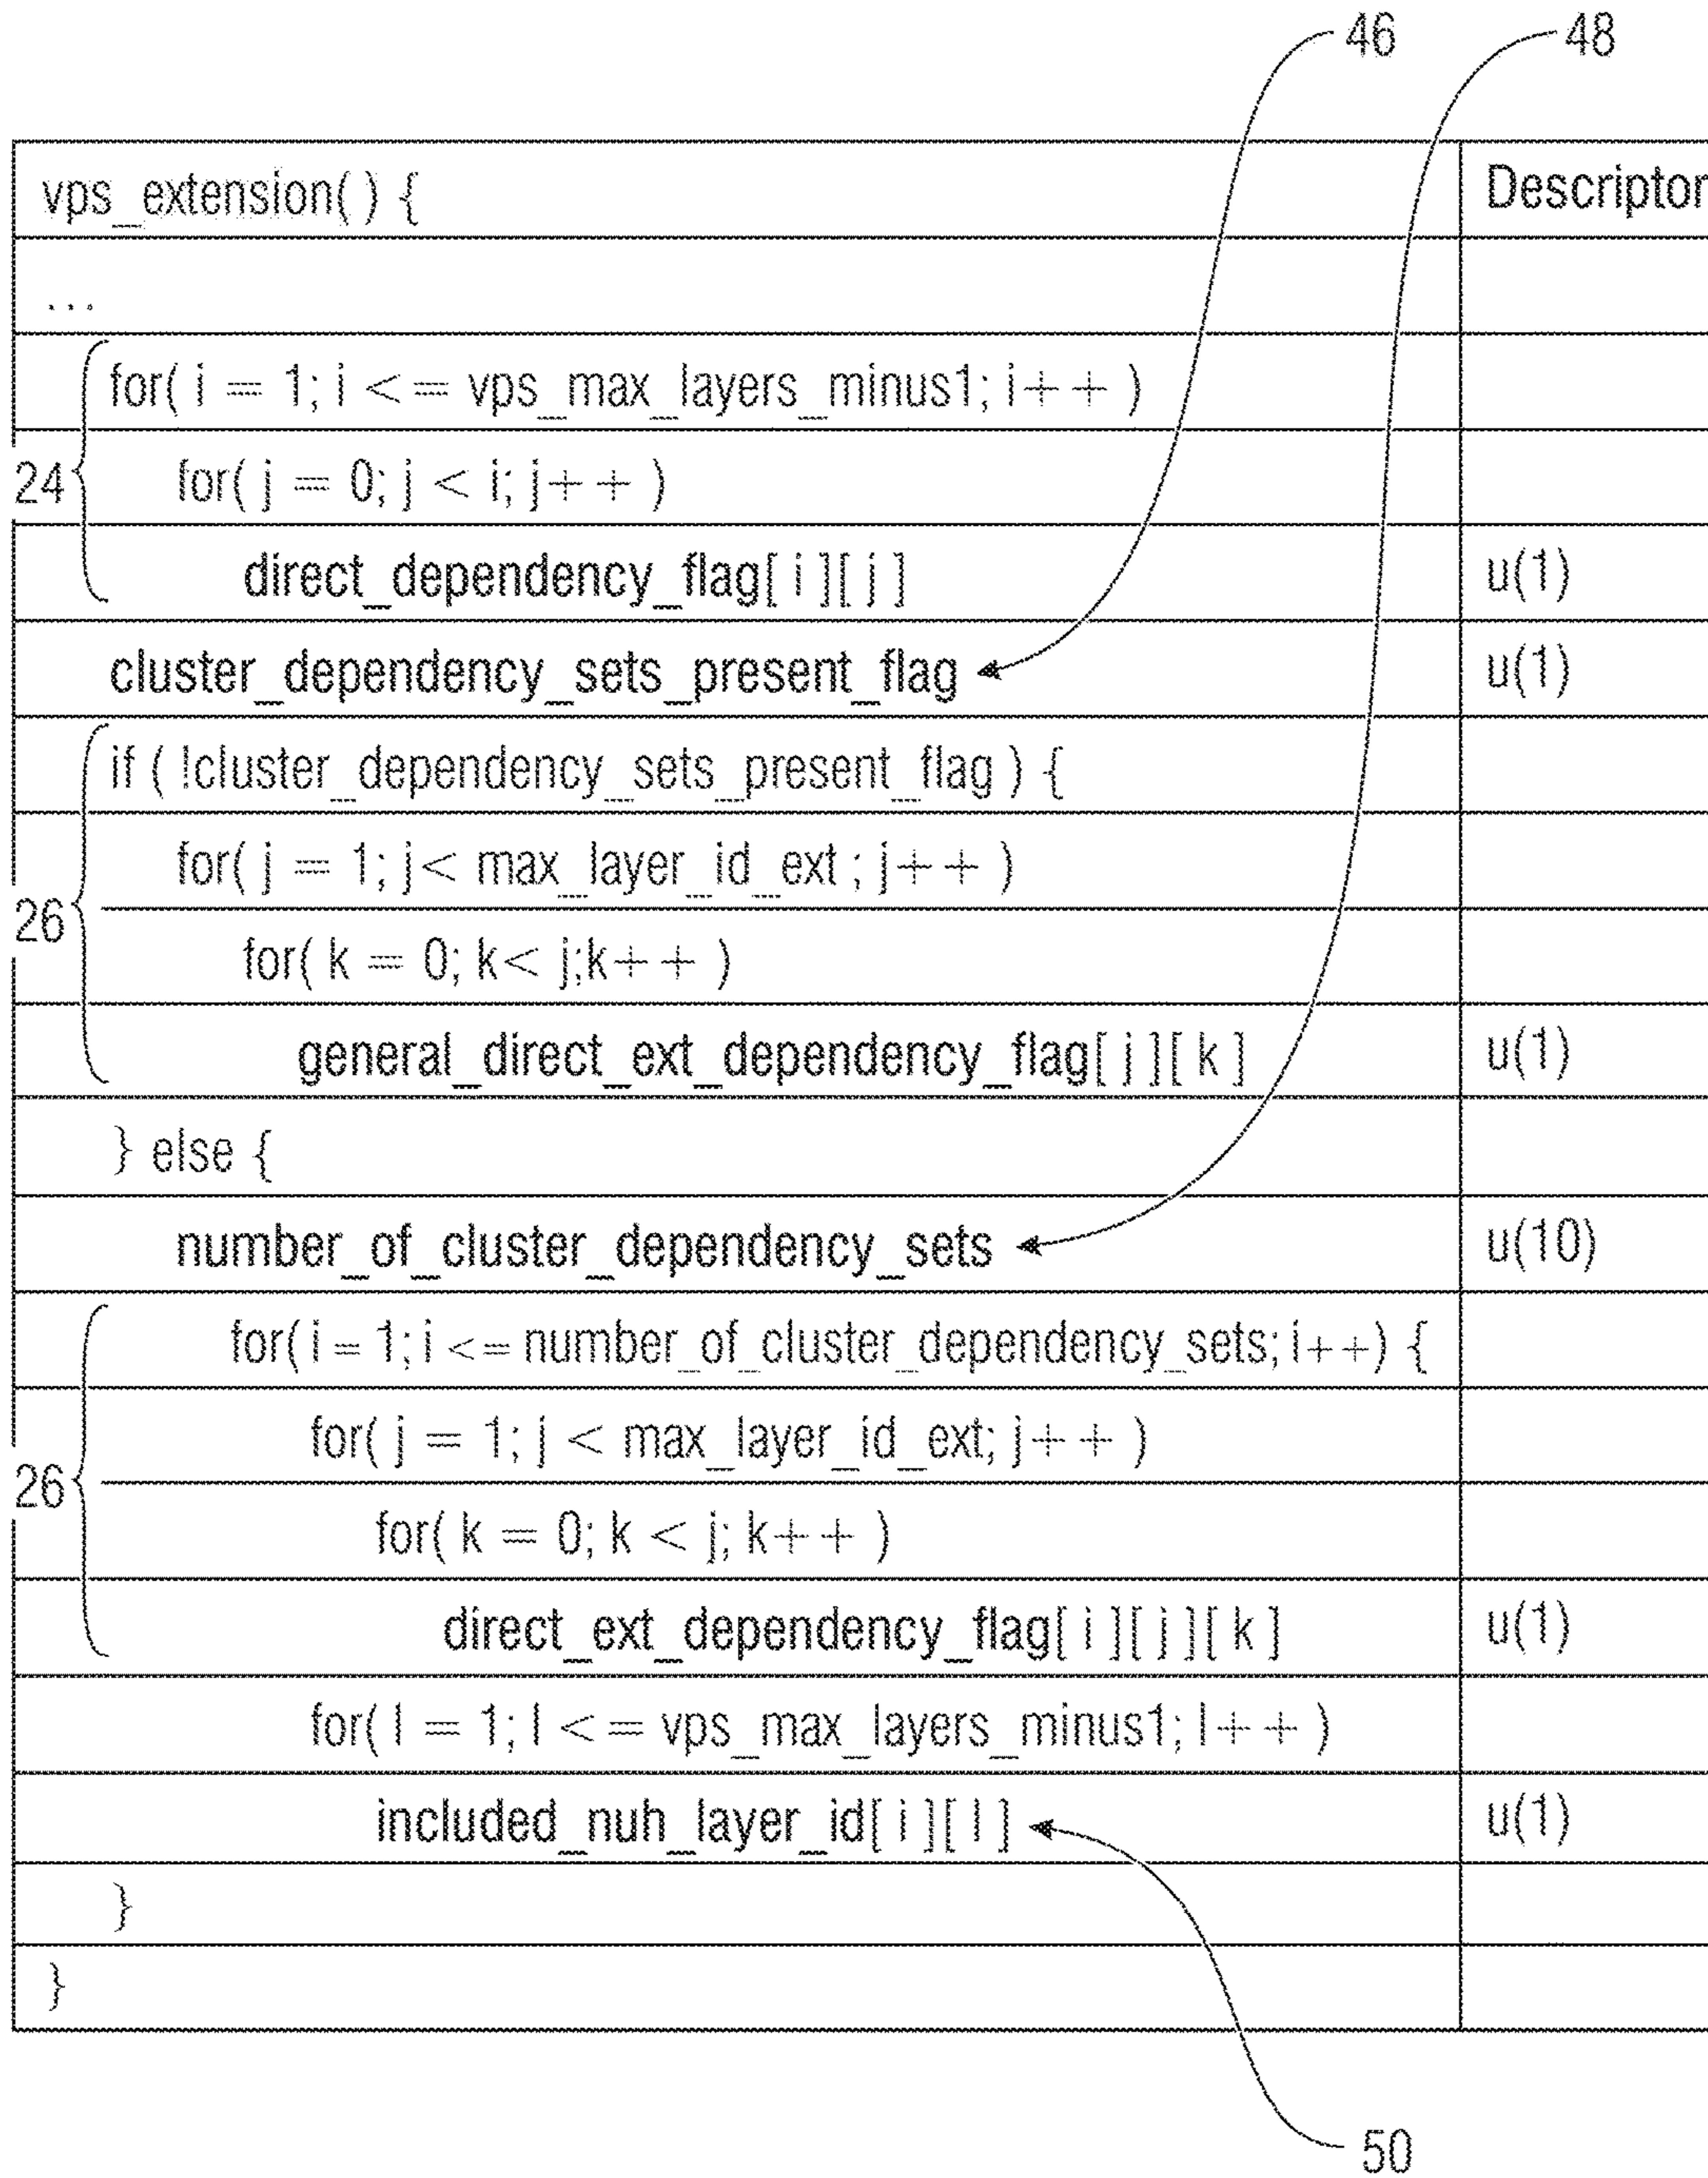 46 48
vps_extension( ) { Descriptor
...
for( i = 1; i < = vps_max_layers_minus1; i+ + )
24 for( j = 0; j < i; j+ + )
direct_dependency_flag[ i ][ j ] u(1)
cluster_dependency_sets_present_flag u(1)
if ( !cluster_dependency_sets_present_flag ) {
for( j = 1; j< max_layer_id_ext ; j+ + )
26
for( k = 0; k< j;k+ + )
general_direct_ext_dependency_flag[ j ][ k ] u(1)
} else {
number_of_cluster_dependency_sets u(10)
for( i = 1; i < = number_of_cluster_dependency_sets; i+ +) {
for( j = 1; j < max_layer_id_ext; j+ + )
26
for( k = 0; k < j; k+ + )
direct_ext_dependency_flag[ i ][ j ][ k ] u(1)
for( l = 1; l < = vps_max_layers_minus1; l+ + )
included_nuh_layer_id[ i ][ l ] u(1)
}
}
50